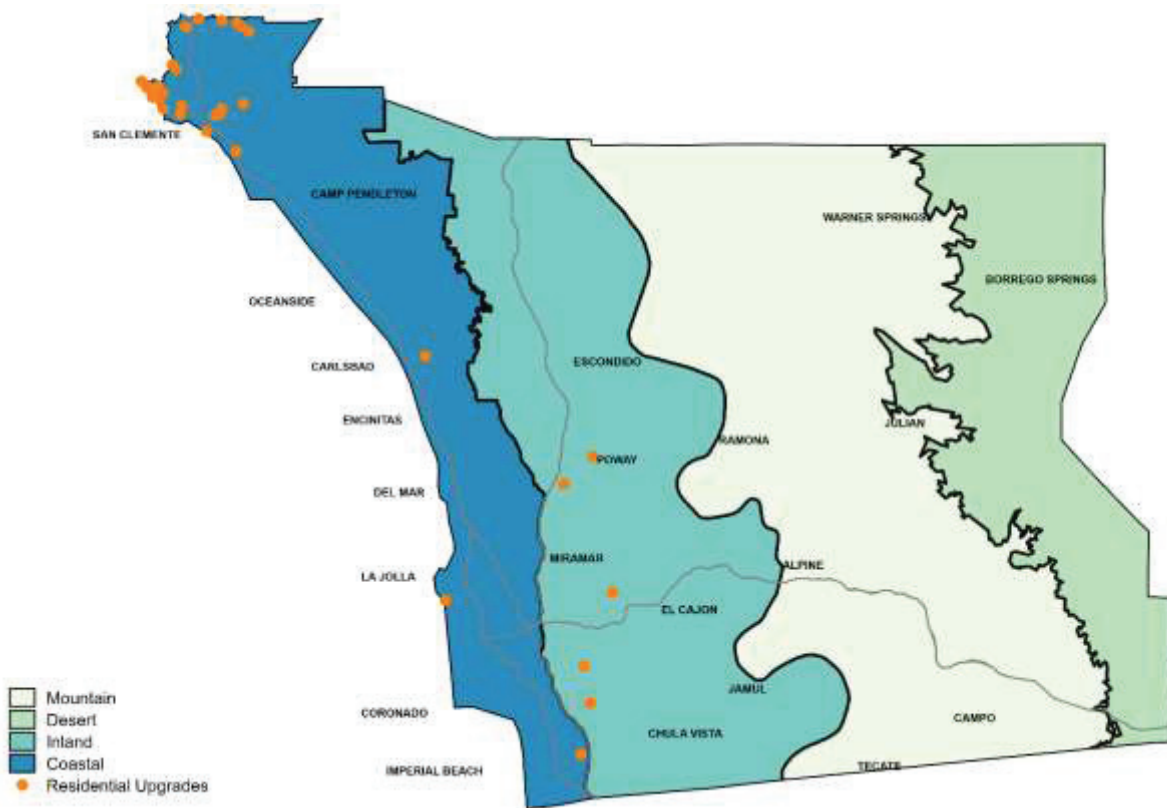 SAN CLEMENTE
CAMP PENDLETON
WARNER SPRINGS
BORREGO SPRINGS
OCEANSIDE
CARLSBAD
ESCONDIDO
ENCINITAS
JULIAN
RAMONA
POWAY
DEL MAR
MIRAMAR
ALPINE
LA JOLLA
EL CAJON
JAMUL
CORONADO
CAMPO
CHULA VISTA
IMPERIAL BEACH
TECATE
Mountain
Desert
Inland
Coastal
Residential Upgrades